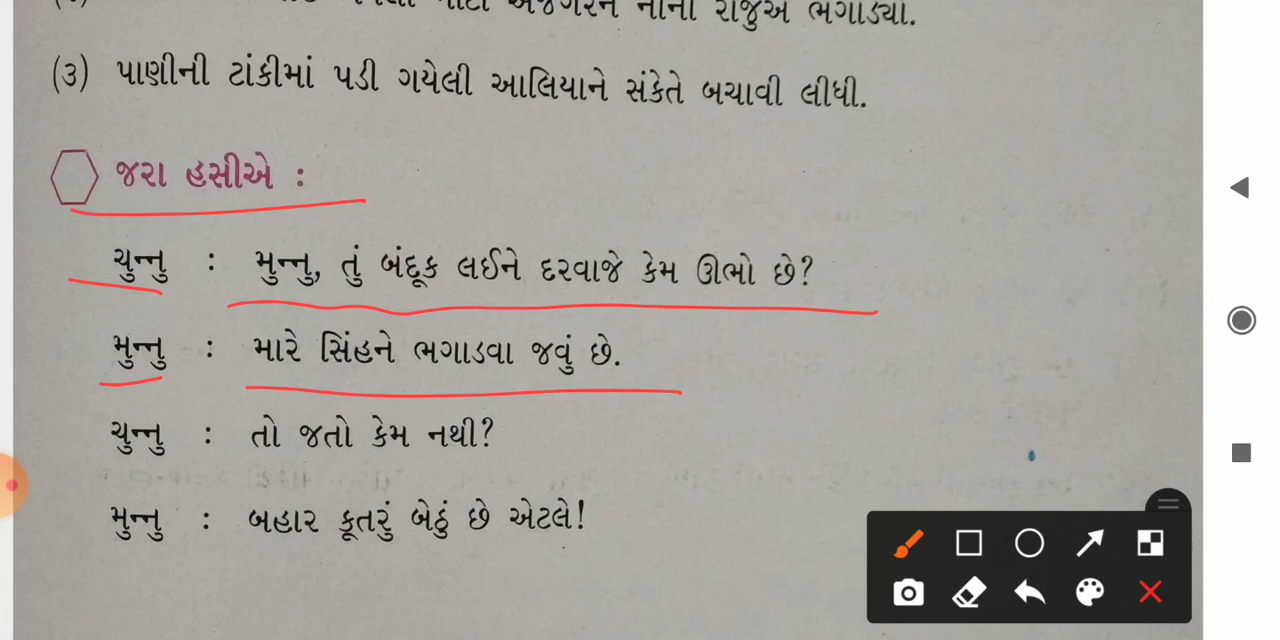 રાજુએ ભગાડ્યો.
(૩) પાણીની ટાંકીમાં પડી ગયેલી આલિયાને સંકેતે બચાવી લીધી.
જરા હસીએ :
ચુન્નુ : મુન્નુ, તું બંદૂક લઈને દરવાજે કેમ ઊભો છે?
મુન્નુ : મારે સિંહને ભગાડવા જવું છે.
ચુન્નુ : તો જતો કેમ નથી?
મુન્નુ : બહાર કૂતરું બેઠું છે એટલે!